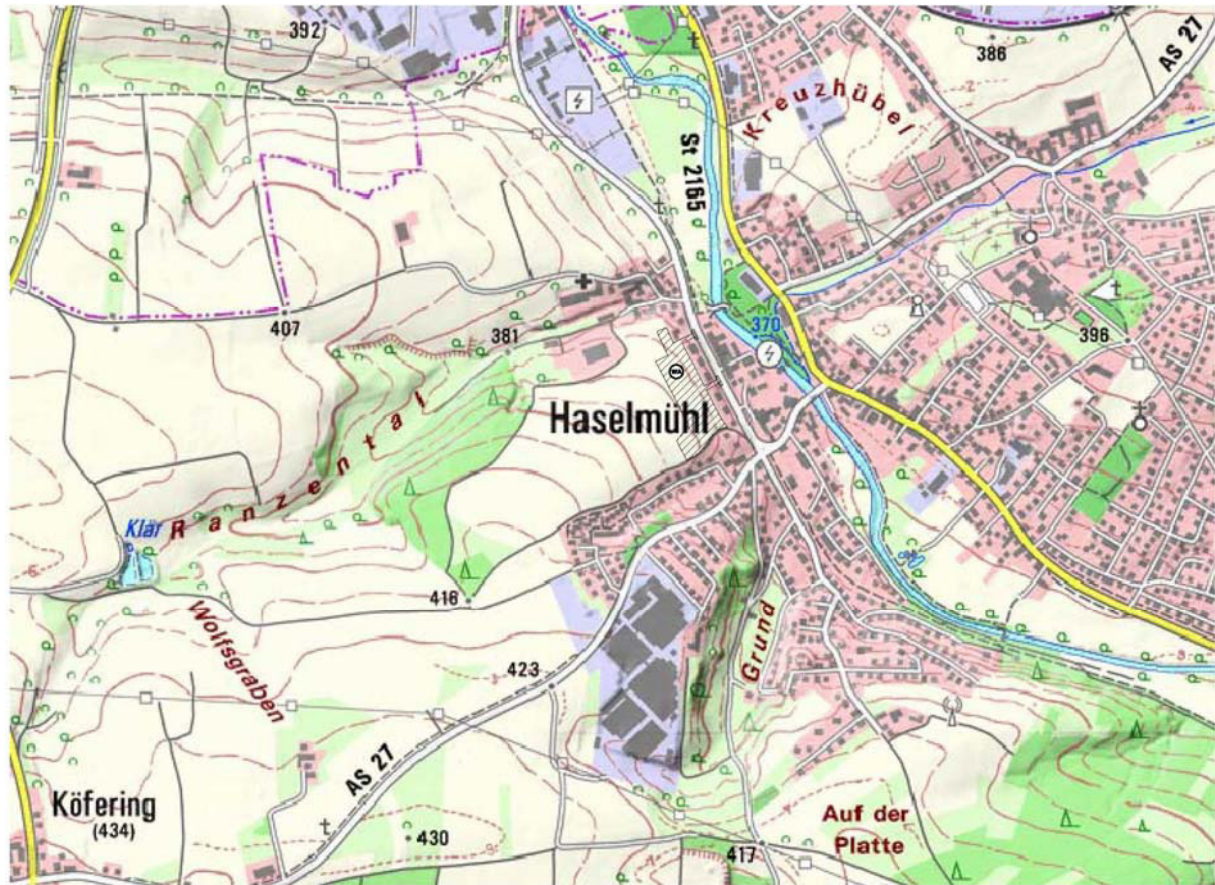 392
386
AS 27
Kreuzhübel
St 2165
407
381
370
396
WA
Haselmühl
Ranzental
Klär
416
Wolfsgraben
423
Grund
AS 27
Köfering
(434)
430
417
Auf der
Platte